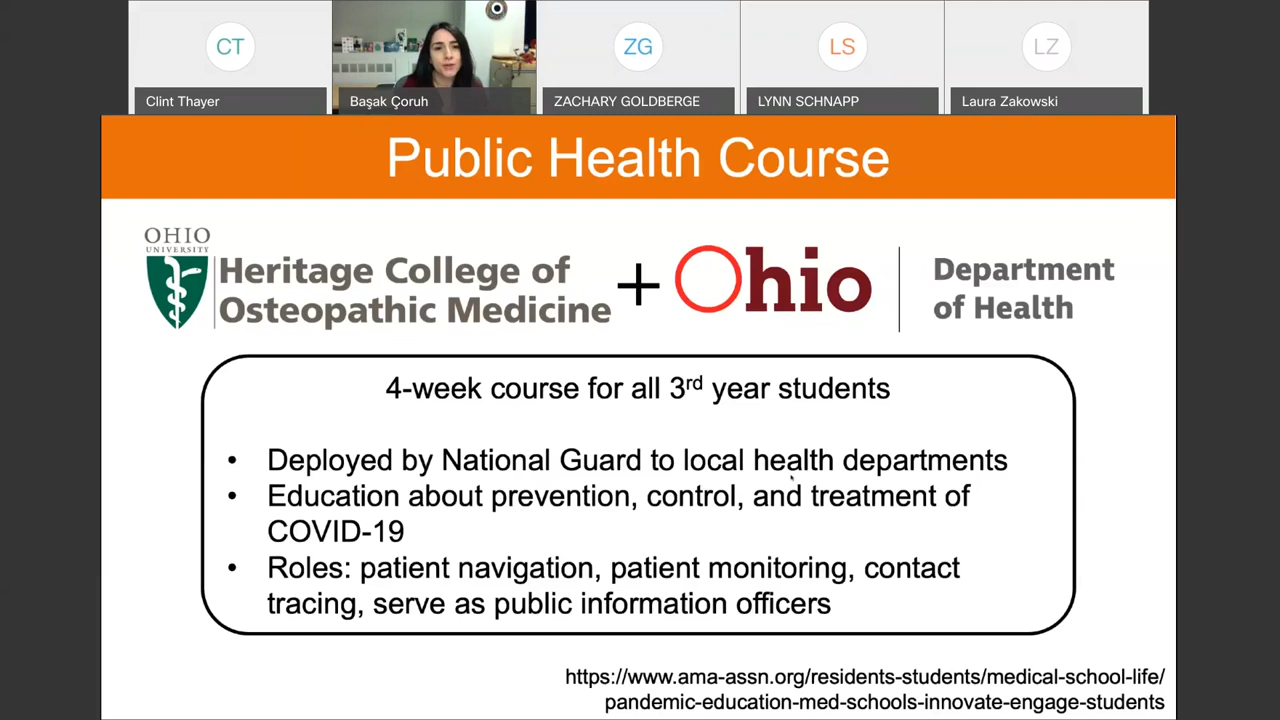 CT
ZG
LS
LZ
Clint Thayer
Başak Çoruh
ZACHARY GOLDBERGE
LYNN SCHNAPP
Laura Zakowski
Public Health Course
OHIO
UNIVERSITY
Heritage College of
Osteopathic Medicine
+
Ohio
Department
of Health
4-week course for all 3rd year students
• Deployed by National Guard to local health departments
• Education about prevention, control, and treatment of
COVID-19
• Roles: patient navigation, patient monitoring, contact
tracing, serve as public information officers
https://www.ama-assn.org/residents-students/medical-school-life/
pandemic-education-med-schools-innovate-engage-students